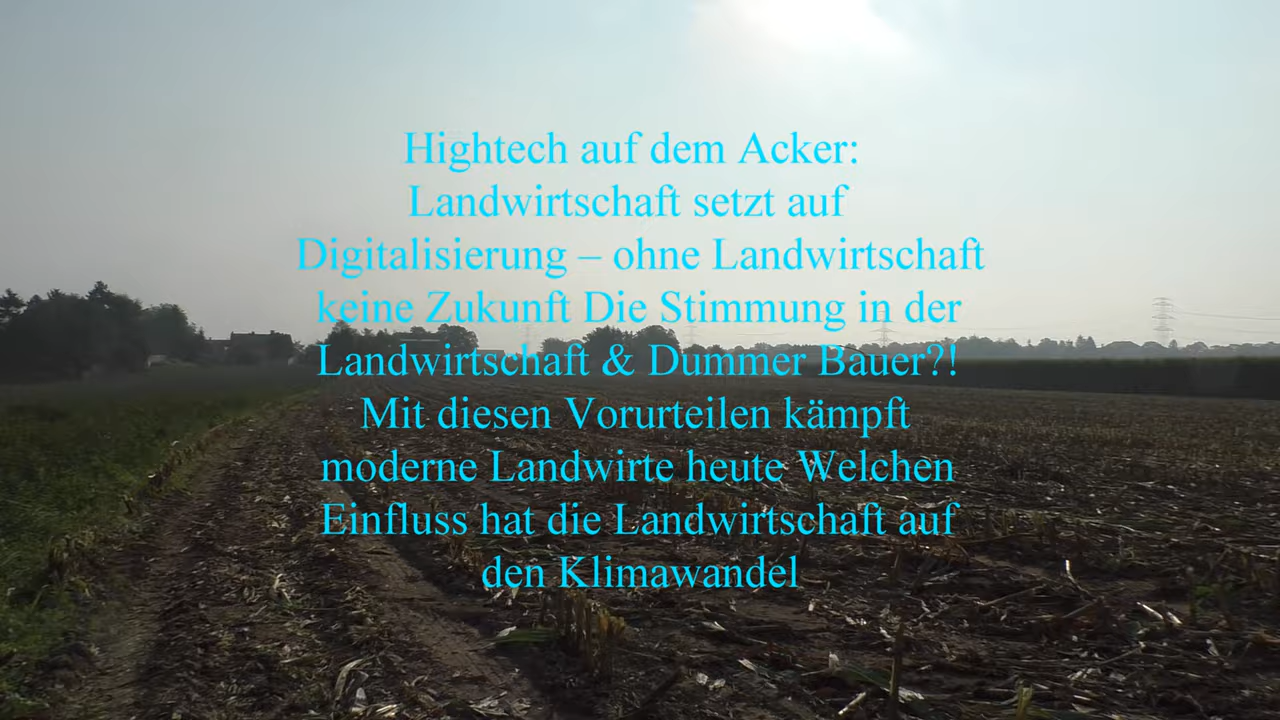 Hightech auf dem Acker:
Landwirtschaft setzt auf
Digitalisierung – ohne Landwirtschaft
keine Zukunft Die Stimmung in der
Landwirtschaft & Dummer Bauer?!
Mit diesen Vorurteilen kämpft
moderne Landwirte heute Welchen
Einfluss hat die Landwirtschaft auf
den Klimawandel